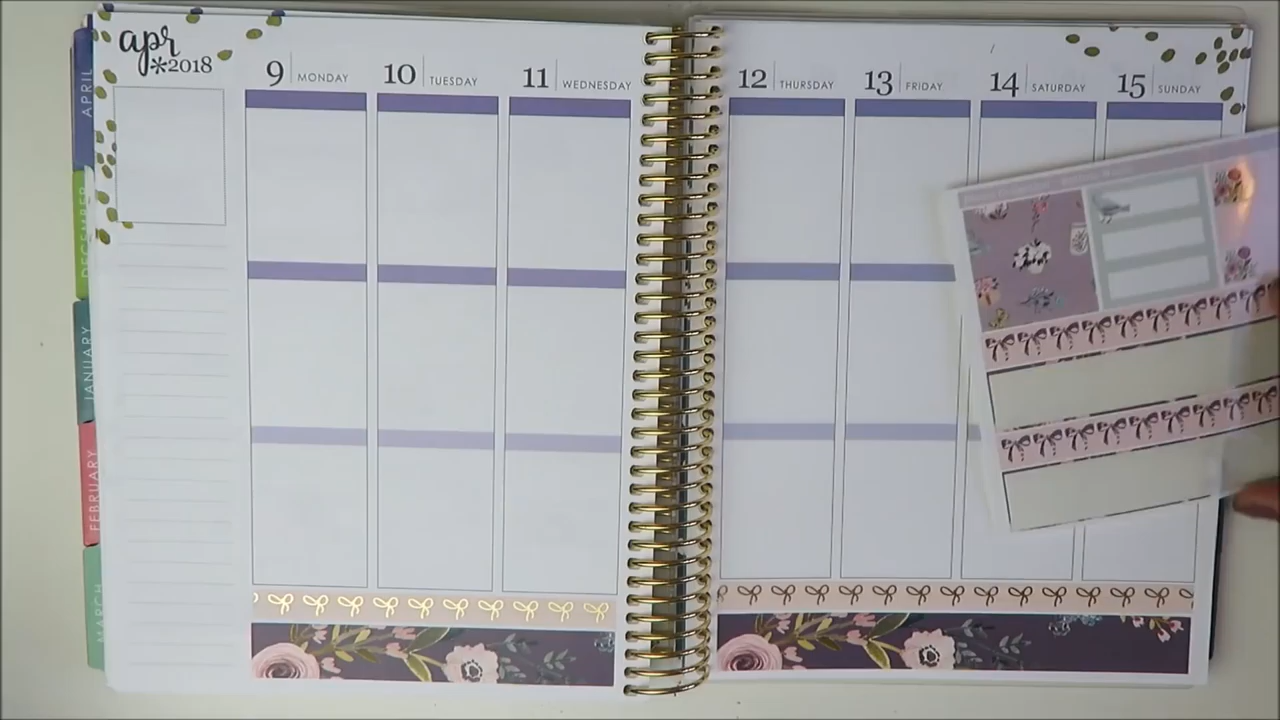 apr
*2018
9 MONDAY
10 TUESDAY
11 WEDNESDAY
12 THURSDAY
13 FRIDAY
14 SATURDAY
15 SUNDAY
APRIL
DECEMBER
JANUARY
FEBRUARY
MARCH